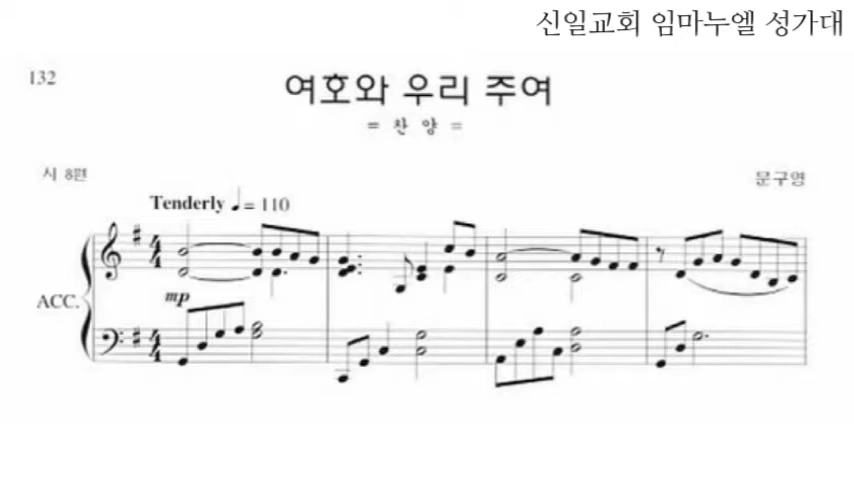 신일교회 임마누엘 성가대
132
여호와 우리 주여
= 찬 양 =
시 8편
문구영
Tenderly ♩= 110
mp
ACC.